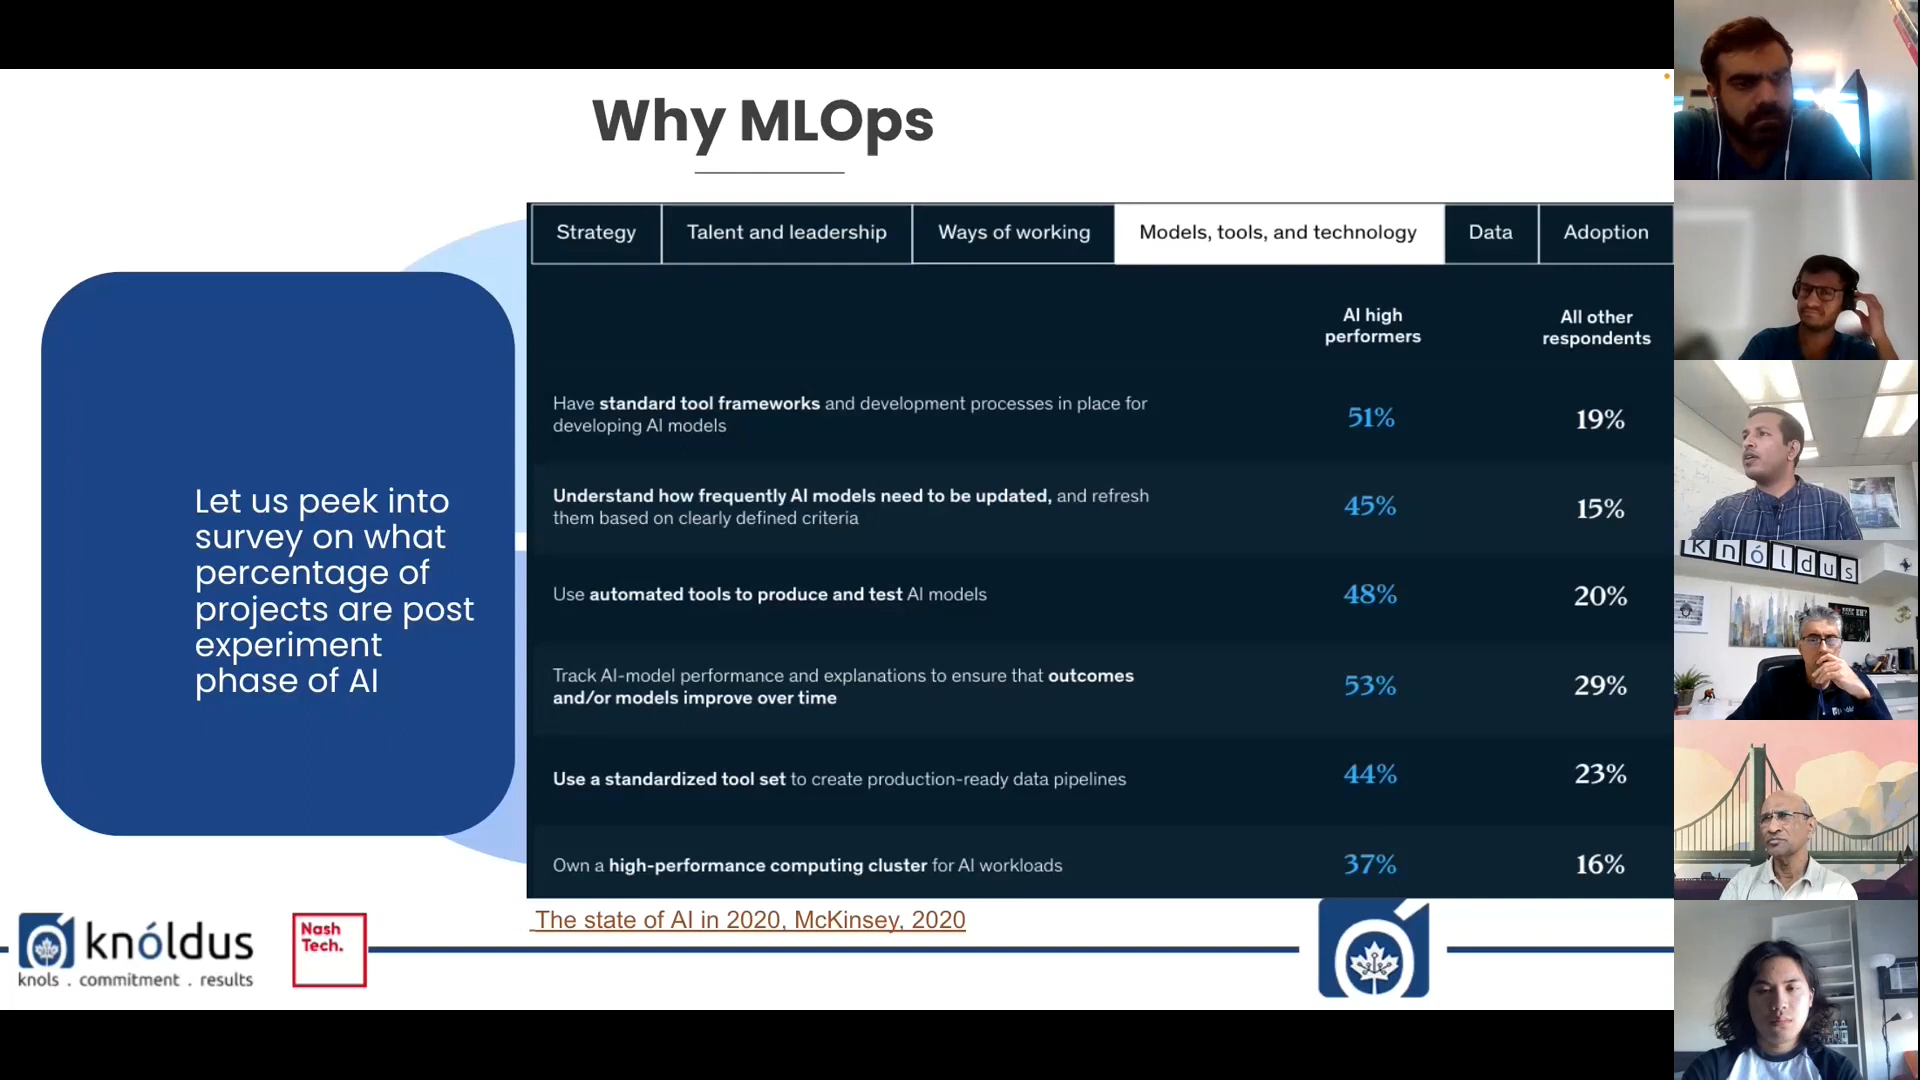 Why MLOps
Strategy
Talent and leadership
Ways of working
Models, tools, and technology
Data
Adoption
AI high
performers
All other
respondents
Have standard tool frameworks and development processes in place for
developing AI models
51%
19%
Understand how frequently AI models need to be updated, and refresh
them based on clearly defined criteria
45%
15%
Use automated tools to produce and test AI models
48%
20%
Track AI-model performance and explanations to ensure that outcomes
and/or models improve over time
53%
29%
Use a standardized tool set to create production-ready data pipelines
44%
23%
Own a high-performance computing cluster for AI workloads
37%
16%
Let us peek into
survey on what
percentage of
projects are post
experiment
phase of AI
The state of AI in 2020, McKinsey, 2020
knóldus
knols . commitment . results
Nash
Tech.
knóldus